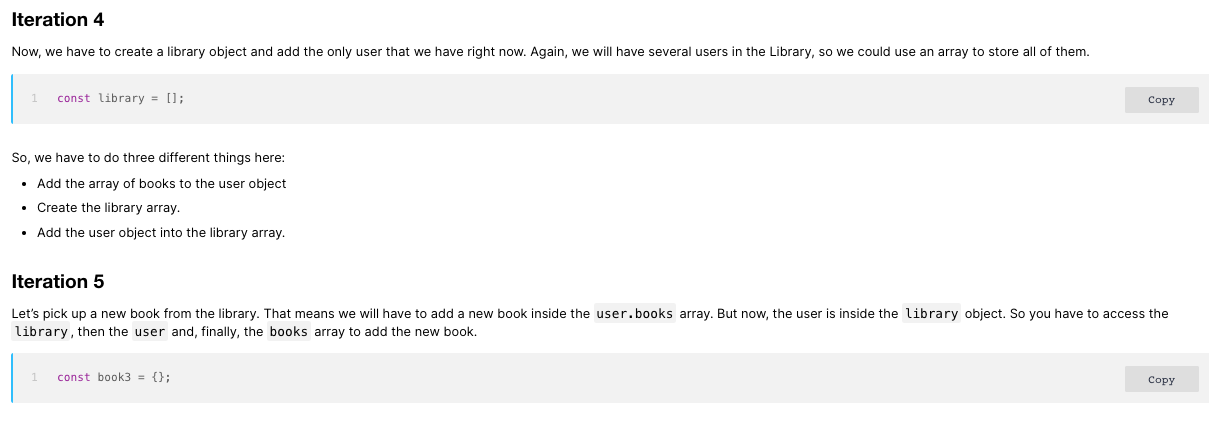 Iteration 4
Now, we have to create a library object and add the only user that we have right now. Again, we will have several users in the Library, so we could use an array to store all of them.
1 const library = [];
Copy
So, we have to do three different things here:
• Add the array of books to the user object
• Create the library array.
• Add the user object into the library array.
Iteration 5
Let’s pick up a new book from the library. That means we will have to add a new book inside the user.books array. But now, the user is inside the library object. So you have to access the
library, then the user and, finally, the books array to add the new book.
1 const book3 = {};
Copy